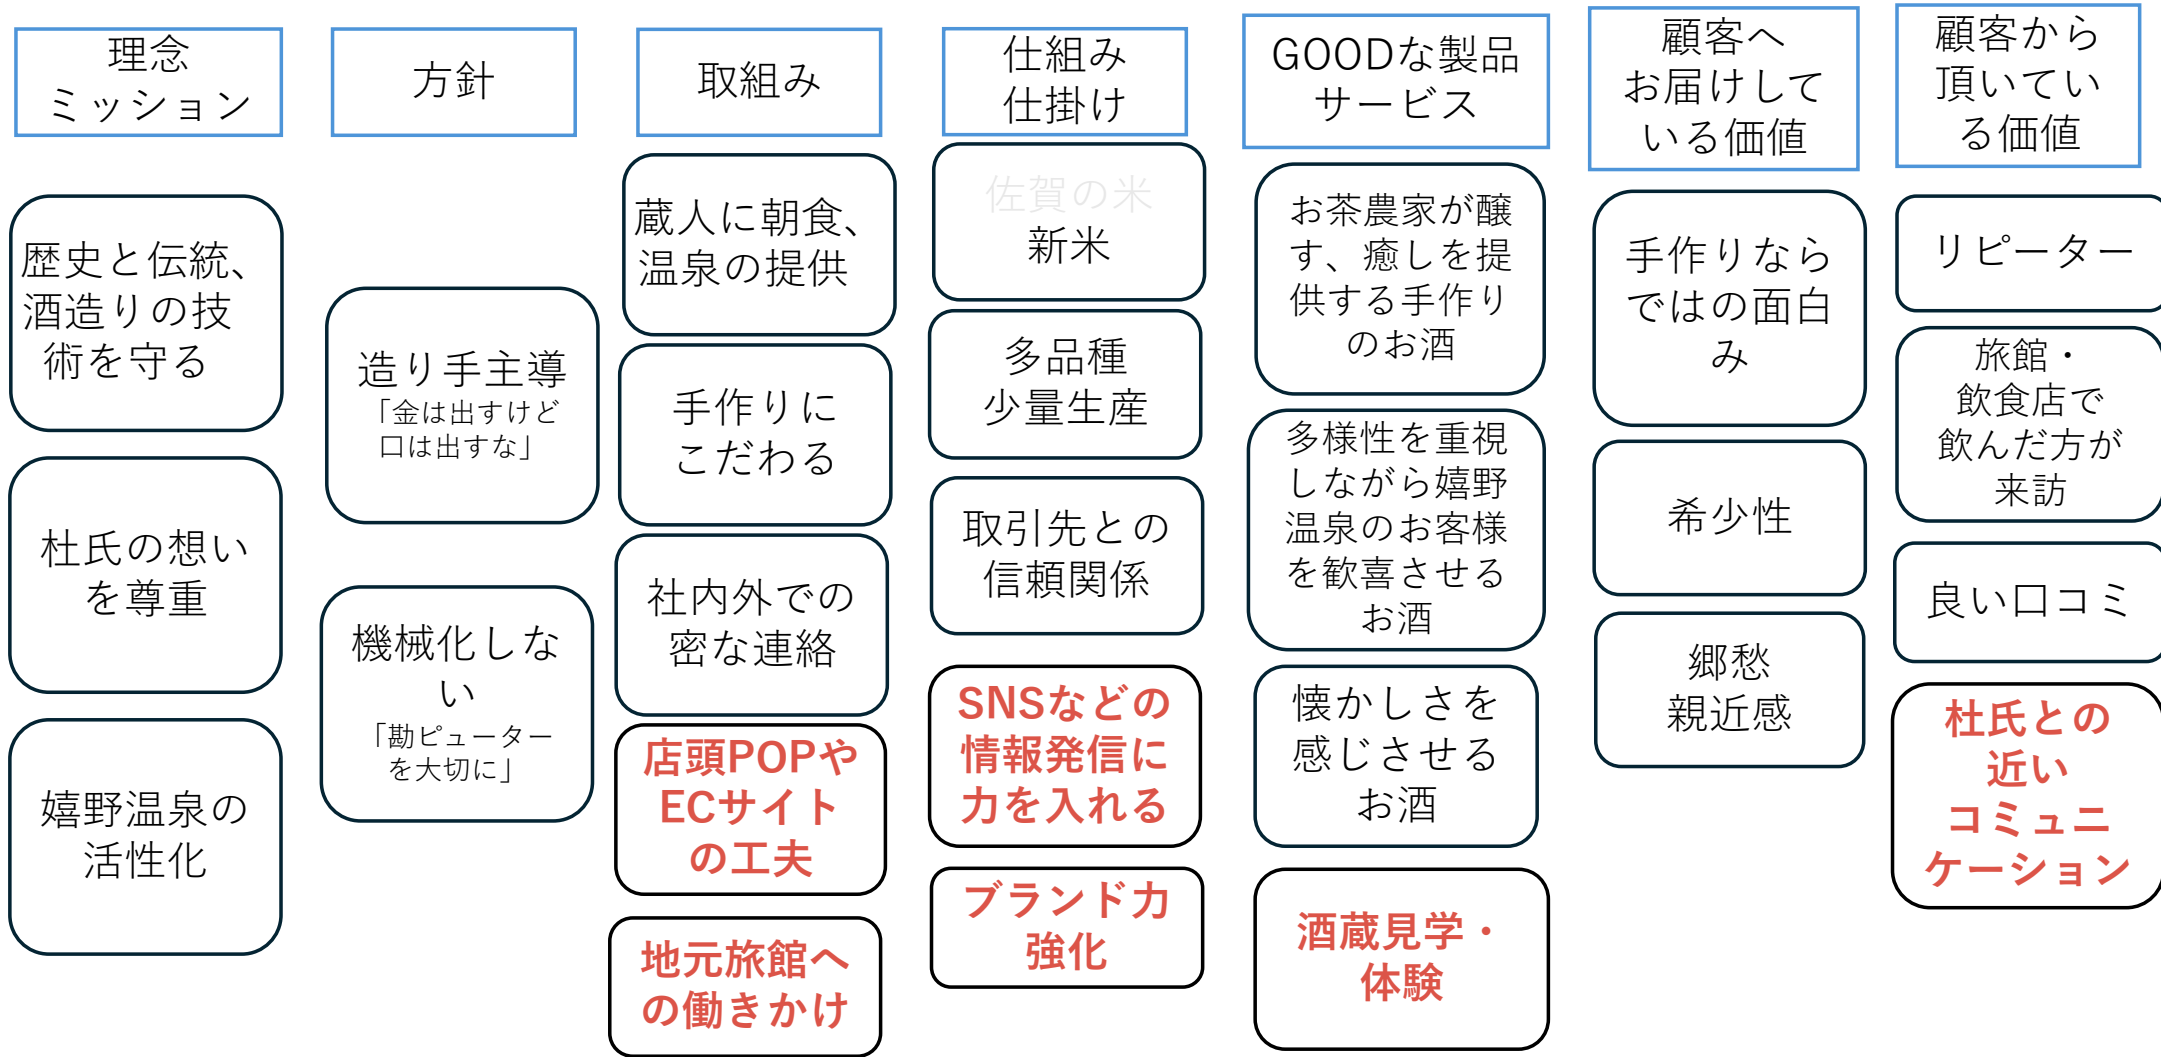 理念
ミッション
方針
取組み
仕組み
仕掛け
GOODな製品
サービス
顧客へ
お届けして
いる価値
顧客から
頂いてい
る価値
歴史と伝統、
酒造りの技
術を守る
杜氏の想い
を尊重
嬉野温泉の
活性化
造り手主導
「金は出すけど
口は出すな」
機械化しな
い
「勘ピューター
を大切に」
蔵人に朝食、
温泉の提供
手作りに
こだわる
社内外での
密な連絡
店頭POPや
ECサイト
の工夫
地元旅館へ
の働きかけ
佐賀の米
新米
多品種
少量生産
取引先との
信頼関係
SNSなどの
情報発信に
力を入れる
ブランド力
強化
お茶農家が醸
す、癒しを提
供する手作り
のお酒
多様性を重視
しながら嬉野
温泉のお客様
を歓喜させる
お酒
懐かしさを
感じさせる
お酒
酒蔵見学・
体験
手作りなら
ではの面白
み
希少性
郷愁
親近感
リピーター
旅館・
飲食店で
飲んだ方が
来訪
良い口コミ
杜氏との
近い
コミュニ
ケーション